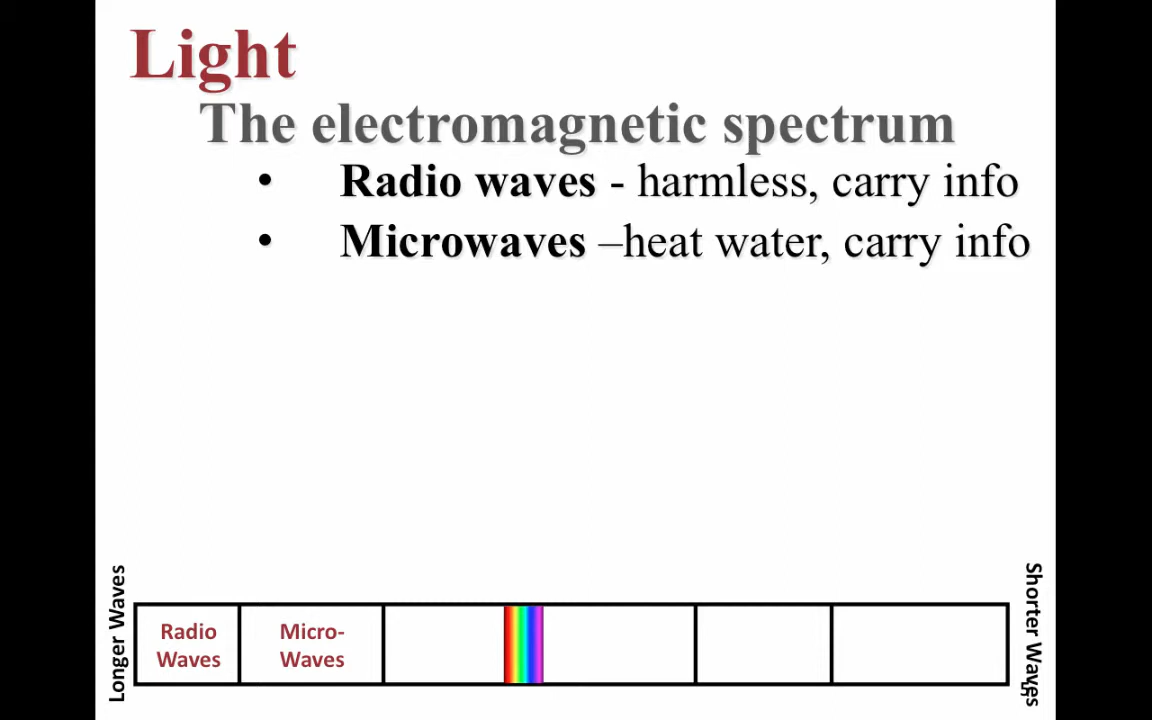 Light
The electromagnetic spectrum
• Radio waves - harmless, carry info
• Microwaves –heat water, carry info
Longer Waves
Radio
Waves
Micro-
Waves
Shorter Waves